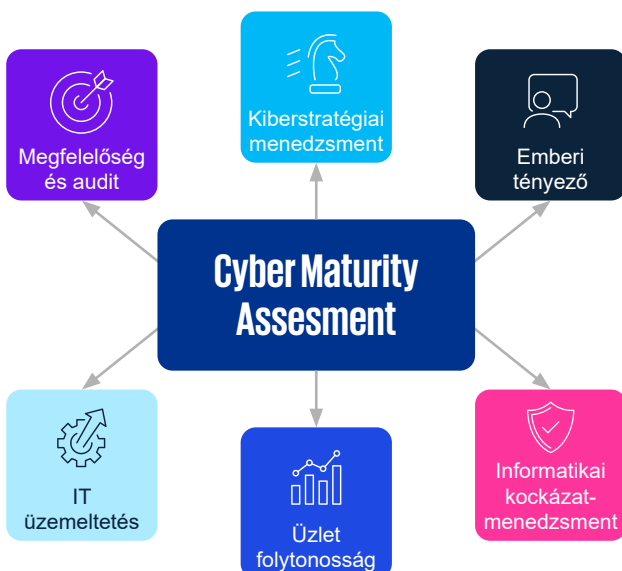 Kiberstratégiai
menedzsment
Megfelelőség
és audit
Emberi
tényező
Cyber Maturity
Assesment
IT
üzemeltetés
Üzlet
folytonosság
Informatikai
kockázat-
menedzsment